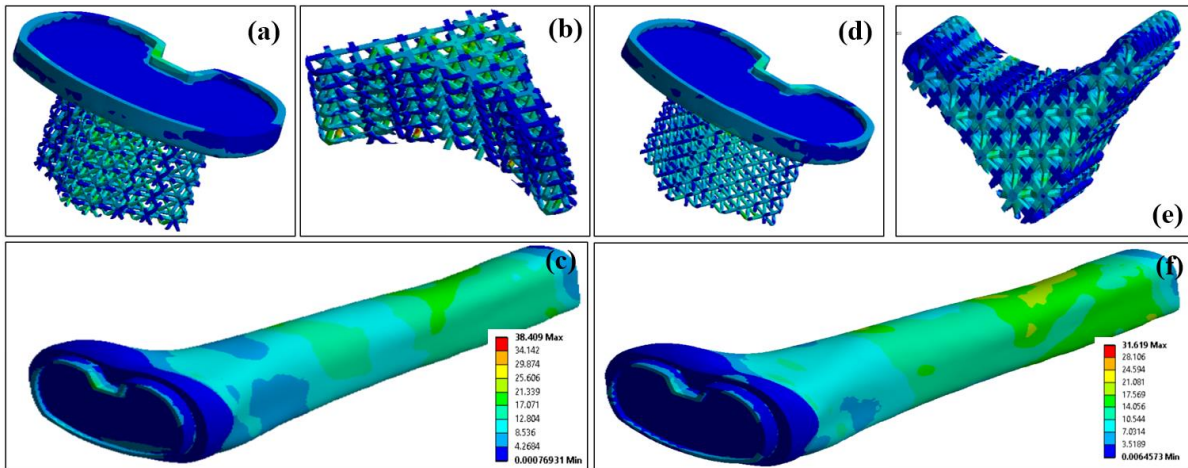 (a)
(b)
(d)
(e)
(c)
38.409 Max
34.142
29.874
25.606
21.339
17.071
12.804
8.536
4.2684
0.00076931 Min
(f)
31.619 Max
28.106
24.594
21.081
17.569
14.056
10.544
7.0314
3.5189
0.0064573 Min